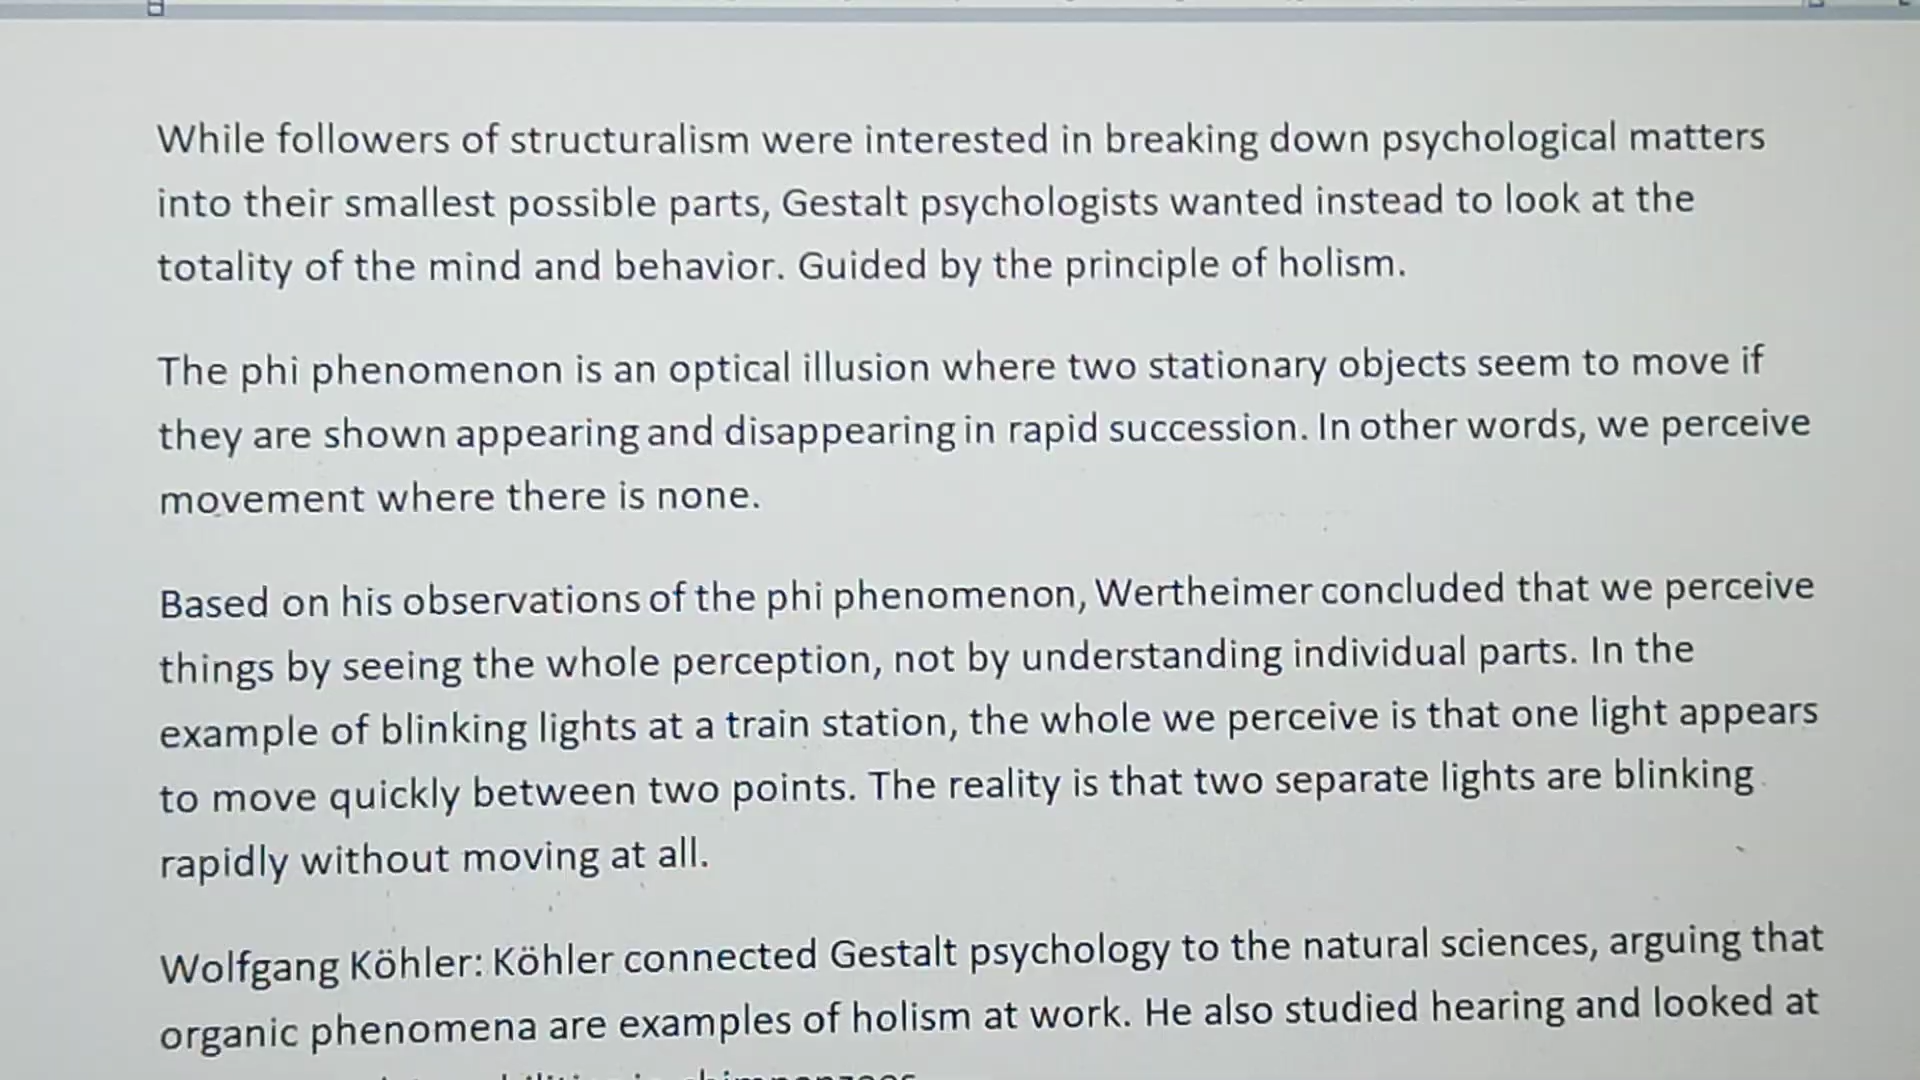 While followers of structuralism were interested in breaking down psychological matters
into their smallest possible parts, Gestalt psychologists wanted instead to look at the
totality of the mind and behavior. Guided by the principle of holism.
The phi phenomenon is an optical illusion where two stationary objects seem to move if
they are shown appearing and disappearing in rapid succession. In other words, we perceive
movement where there is none.
Based on his observations of the phi phenomenon, Wertheimer concluded that we perceive
things by seeing the whole perception, not by understanding individual parts. In the
example of blinking lights at a train station, the whole we perceive is that one light appears
to move quickly between two points. The reality is that two separate lights are blinking
rapidly without moving at all.
Wolfgang Köhler: Köhler connected Gestalt psychology to the natural sciences, arguing that
organic phenomena are examples of holism at work. He also studied hearing and looked at